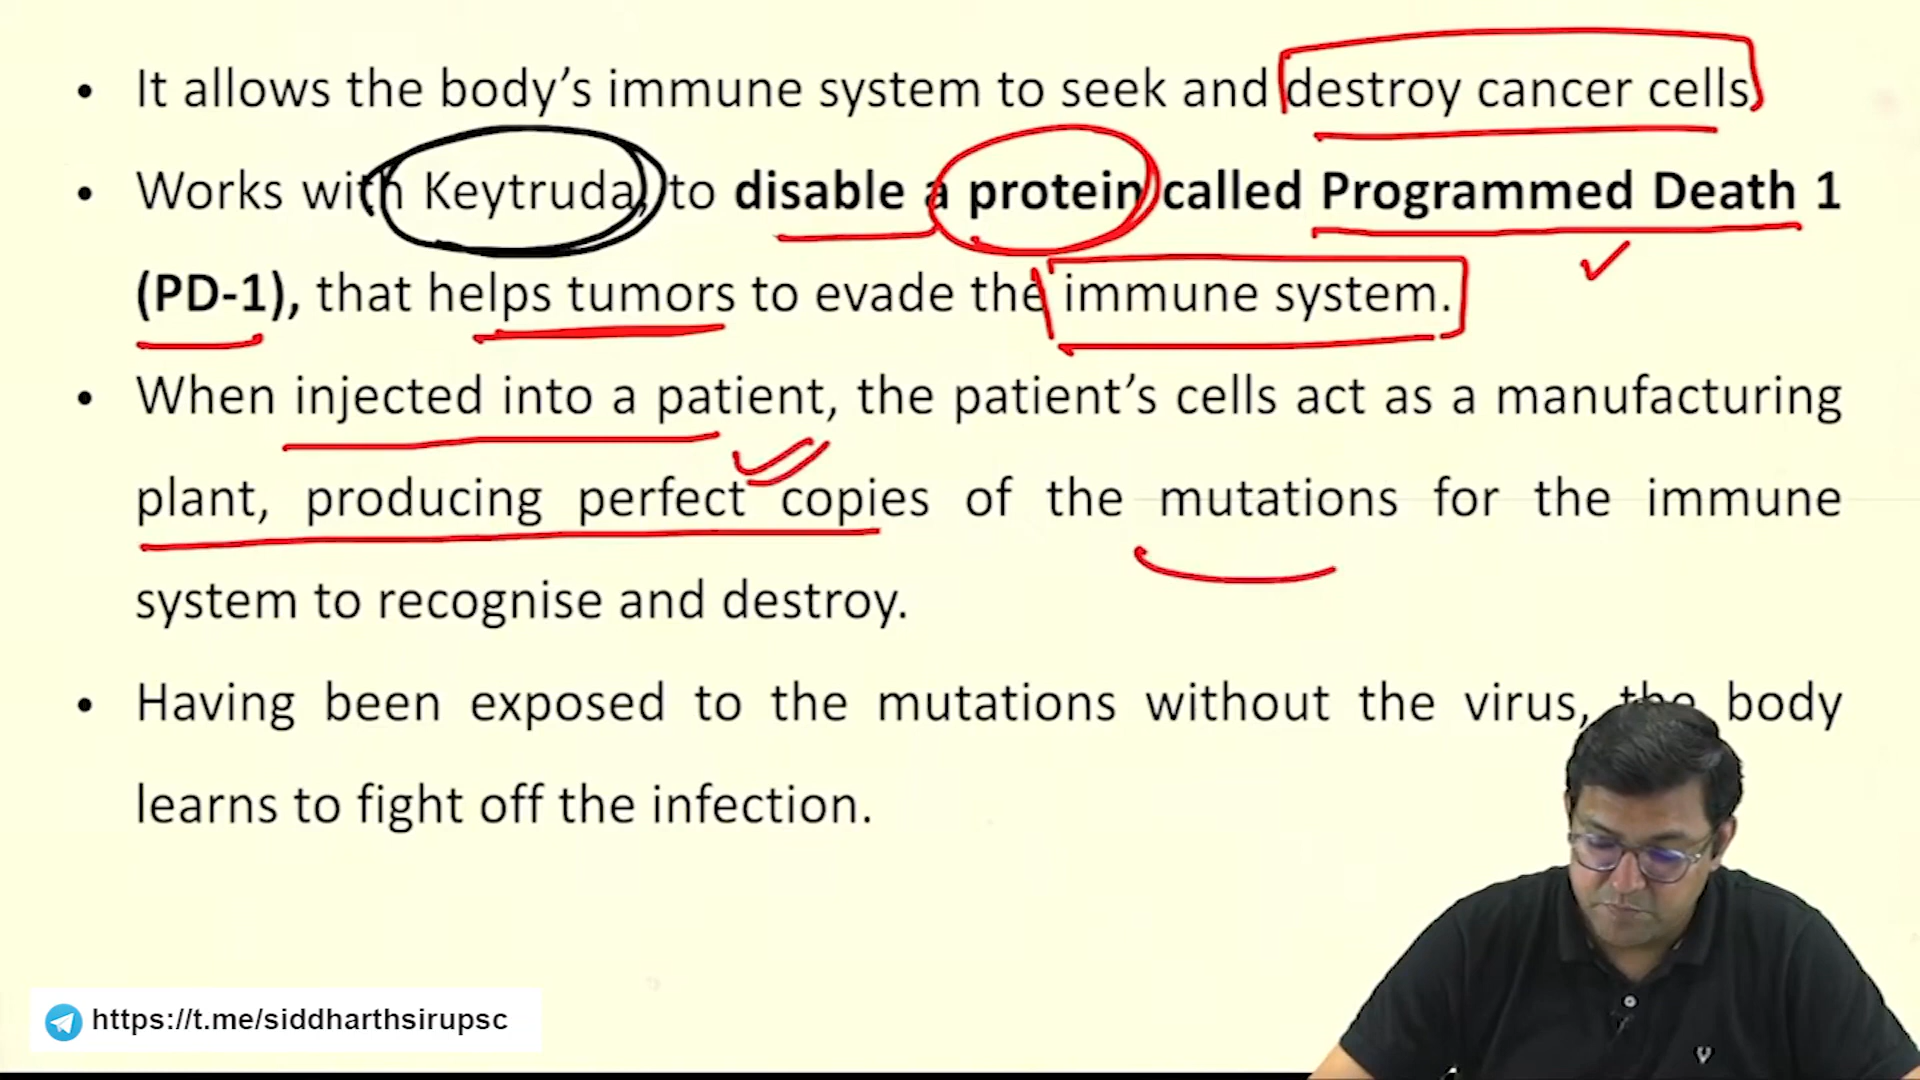 • It allows the body’s immune system to seek and destroy cancer cells
• Works with Keytruda, to disable a protein called Programmed Death 1
(PD-1), that helps tumors to evade the immune system.
• When injected into a patient, the patient’s cells act as a manufacturing
plant, producing perfect copies of the mutations for the immune
system to recognise and destroy.
• Having been exposed to the mutations without the virus, the body
learns to fight off the infection.
https://t.me/siddharthsirupsc